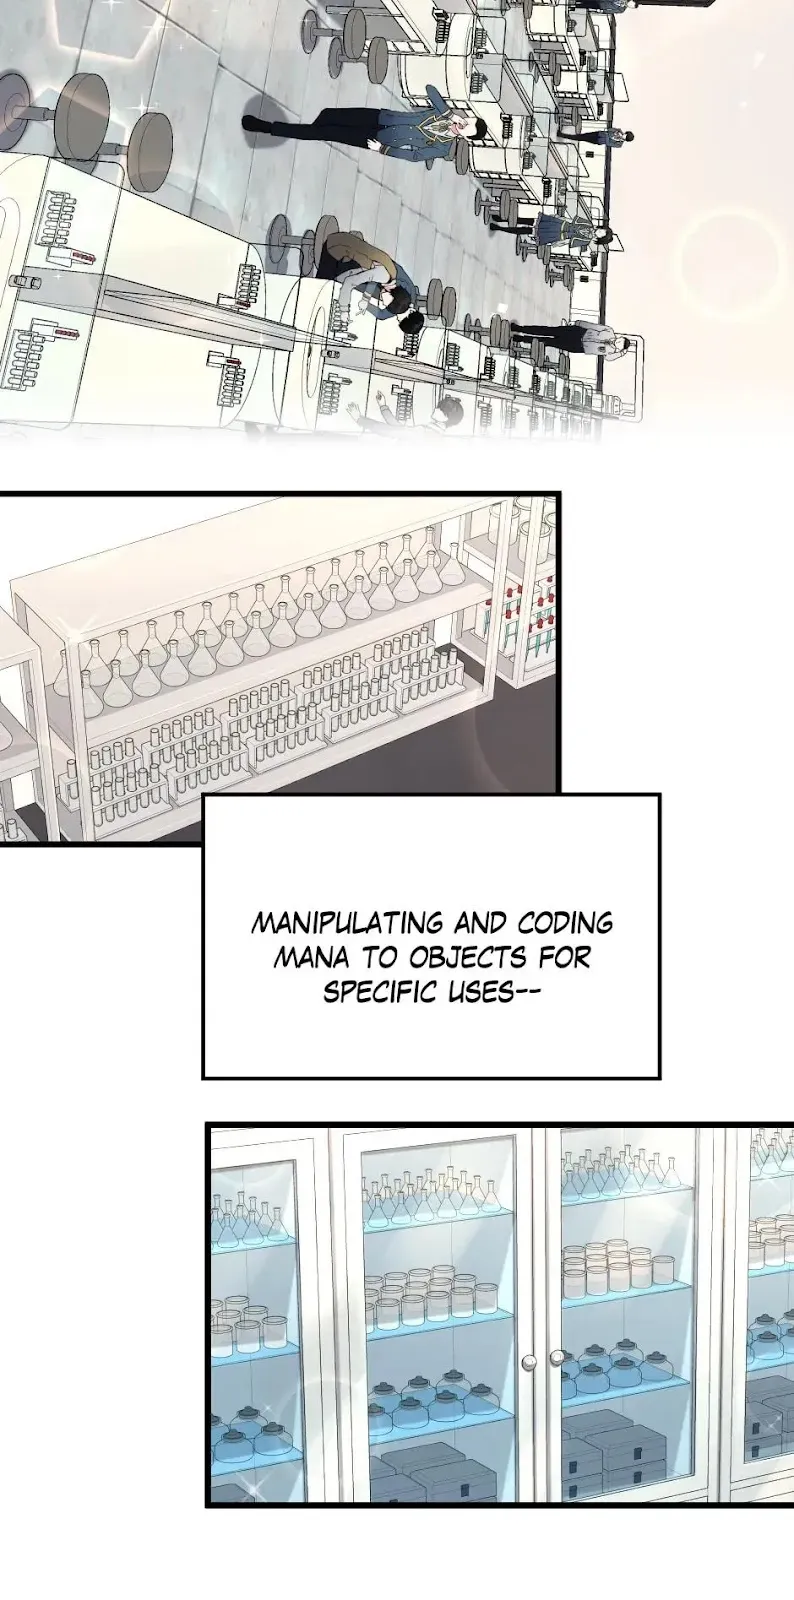 MANIPULATING AND CODING
MANA TO OBJECTS FOR
SPECIFIC USES--